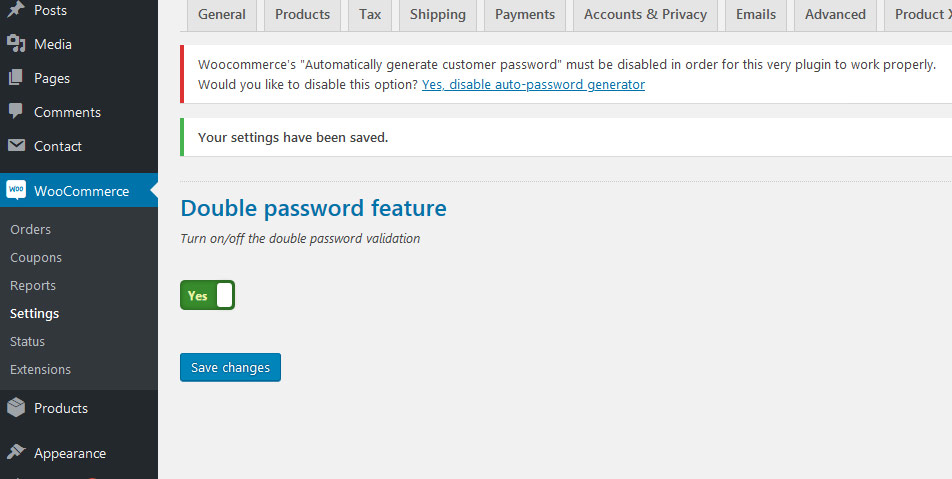 Posts
Media
Pages
Comments
Contact
WOO WooCommerce
Orders
Coupons
Reports
Settings
Status
Extensions
Products
Appearance
General Products Tax Shipping Payments Accounts & Privacy Emails Advanced Product
Woocommerce's "Automatically generate customer password" must be disabled in order for this very plugin to work properly.
Would you like to disable this option? Yes, disable auto-password generator
Your settings have been saved.
Double password feature
Turn on/off the double password validation
Yes
Save changes